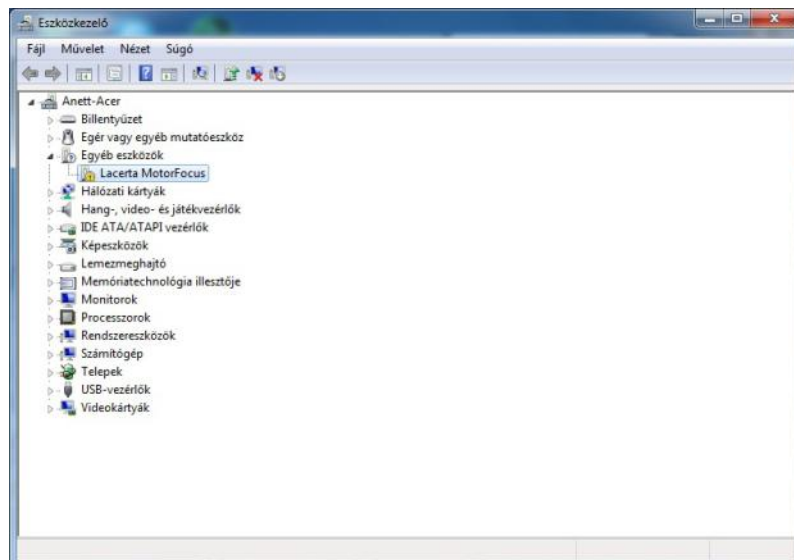 Eszközkezelő
Fájl Művelet Nézet Súgó
Anett-Acer
Billentyűzet
Egér vagy egyéb mutatóeszköz
Egyéb eszközök
Lacerta MotorFocus
Hálózati kártyák
Hang-, video- és játékvezérlők
IDE ATA/ATAPI vezérlők
Képeszközök
Lemezmeghajtó
Memóriatechnológia illesztője
Monitorok
Processzorok
Rendszereszközök
Számítógép
Telepek
USB-vezérlők
Videokártyák